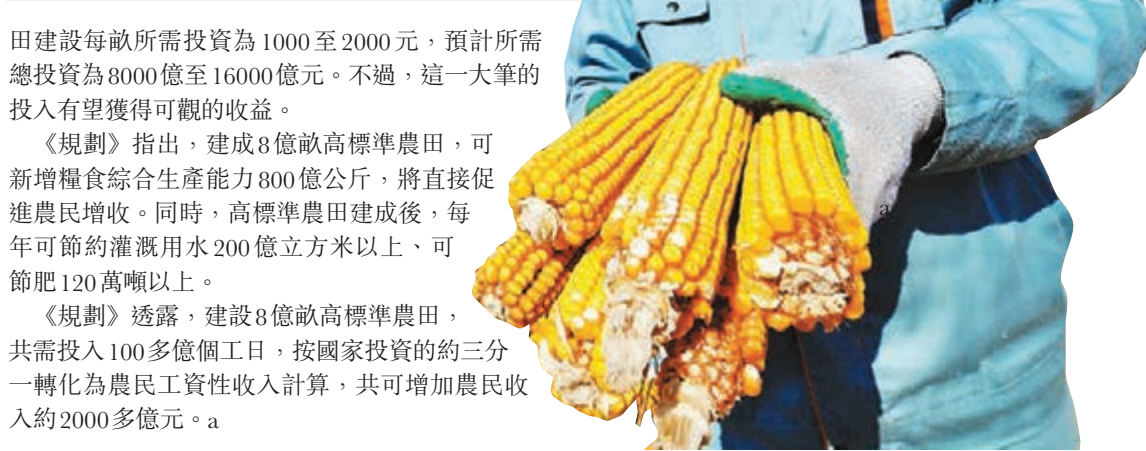 田建設每畝所需投資為1000至2000元，預計所需
總投資為8000億至16000億元。不過，這一大筆的
投入有望獲得可觀的收益。
《規劃》指出，建成8億畝高標準農田，可
新增糧食綜合生產能力800億公斤，將直接促
進農民增收。同時，高標準農田建成後，每
年可節約灌溉用水200億立方米以上、可
節肥120萬噸以上。
《規劃》透露，建設8億畝高標準農田，
共需投入100多億個工日，按國家投資的約三分
一轉化為農民工資性收入計算，共可增加農民收
入約2000多億元。a
a